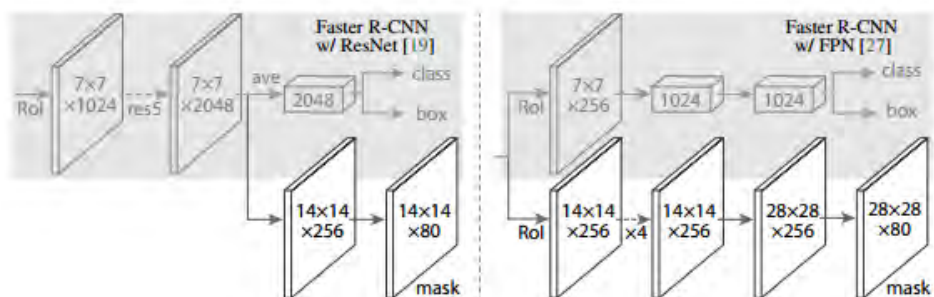 Faster R-CNN
w/ ResNet [19]
RoI
7×7
×1024
res5
7×7
×2048
ave
2048
class
box
14×14
×256
14×14
×80
mask
Faster R-CNN
w/ FPN [27]
RoI
7×7
×256
1024
1024
class
box
RoI
14×14
×256
×4
14×14
×256
28×28
×256
28×28
×80
mask